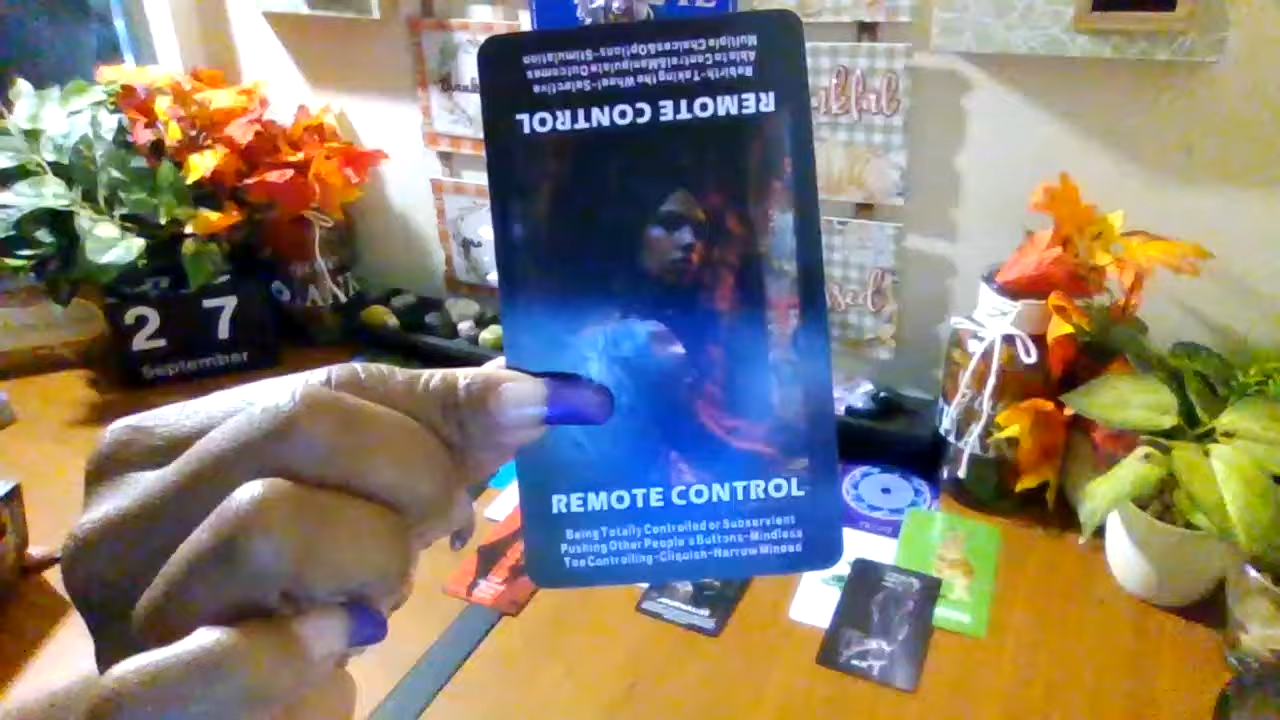 Multiple Choices&Options-Stimulation
Able to Control&Manipulate Outcomes
Rebirth-Taking the Wheel-Selective
REMOTE CONTROL
2 7
September
REMOTE CONTROL
Being Totally Controlled or Subservient
Pushing Other People's Buttons-Mindless
Too Controlling-Cliquish-Narrow Minded